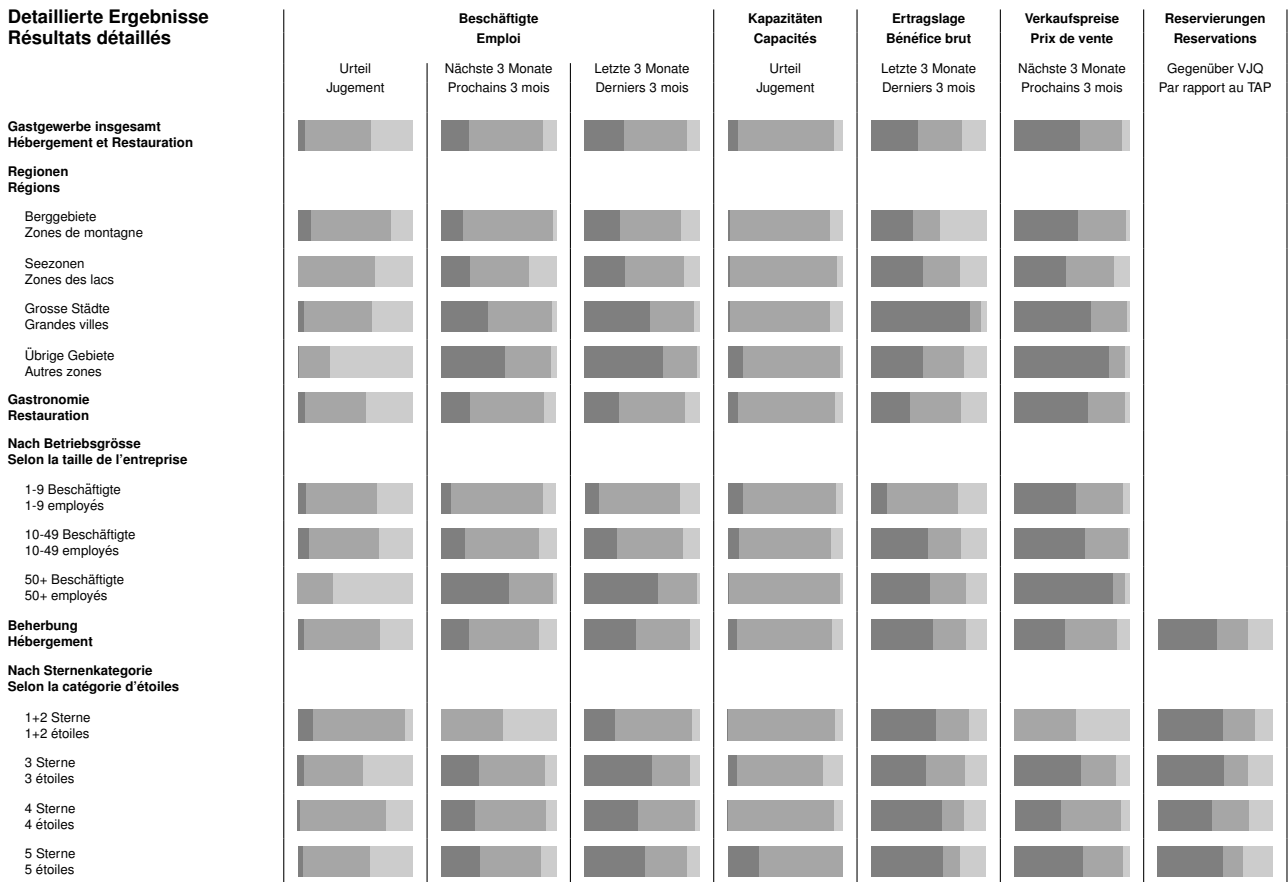 Detaillierte Ergebnisse
Résultats détaillés
Beschäftigte
Emploi
Kapazitäten
Capacités
Ertragslage
Bénéfice brut
Verkaufspreise
Prix de vente
Reservierungen
Reservations
Urteil
Jugement
Nächste 3 Monate
Prochains 3 mois
Letzte 3 Monate
Derniers 3 mois
Urteil
Jugement
Letzte 3 Monate
Derniers 3 mois
Nächste 3 Monate
Prochains 3 mois
Gegenüber VJQ
Par rapport au TAP
Gastgewerbe insgesamt
Hébergement et Restauration
Regionen
Régions
Berggebiete
Zones de montagne
Seezonen
Zones des lacs
Grosse Städte
Grandes villes
Übrige Gebiete
Autres zones
Gastronomie
Restauration
Nach Betriebsgrösse
Selon la taille de l'entreprise
1-9 Beschäftigte
1-9 employés
10-49 Beschäftigte
10-49 employés
50+ Beschäftigte
50+ employés
Beherbung
Hébergement
Nach Sternenkategorie
Selon la catégorie d'étoiles
1+2 Sterne
1+2 étoiles
3 Sterne
3 étoiles
4 Sterne
4 étoiles
5 Sterne
5 étoiles